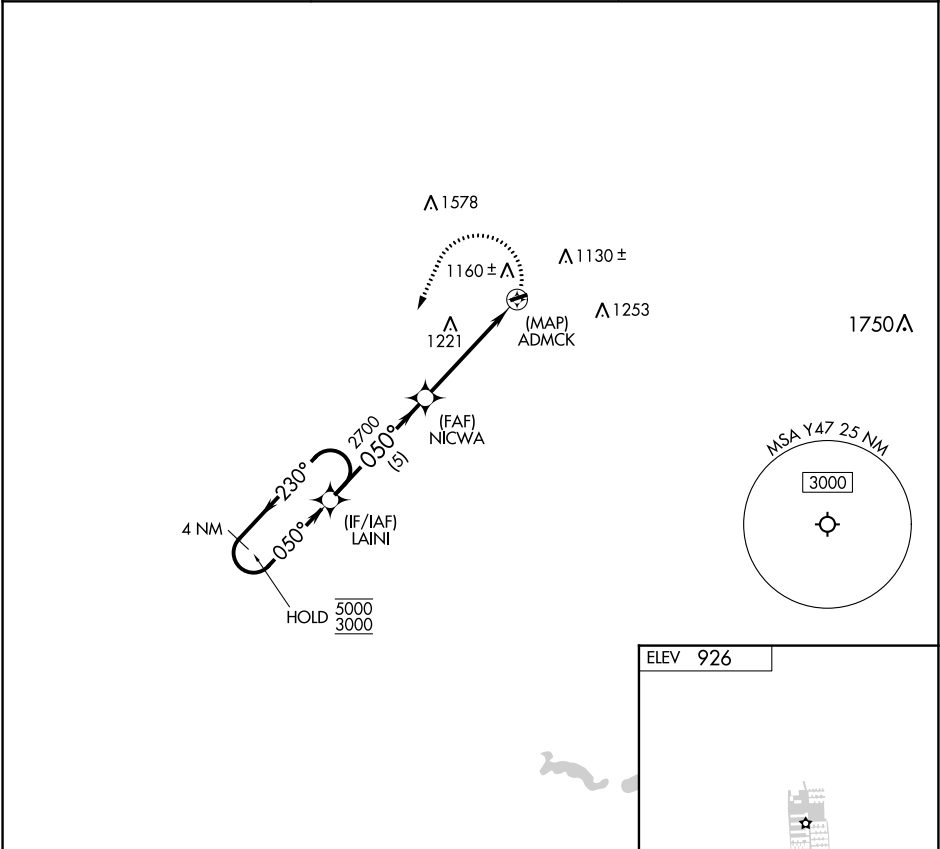 1578
1160 ±
1130 ±
1253
1221
(MAP)
ADMCK
1750
(FAF)
NICWA
2700
050°
(5)
MSA Y47 25 NM
3000
230°
050°
4 NM
(IF/IAF)
LAINI
HOLD 5000
3000
ELEV 926